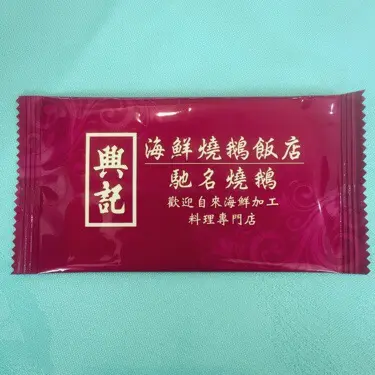 興記
海鮮燒鵝飯店
馳名燒鵝
歡迎自來海鮮加工
料理專門店